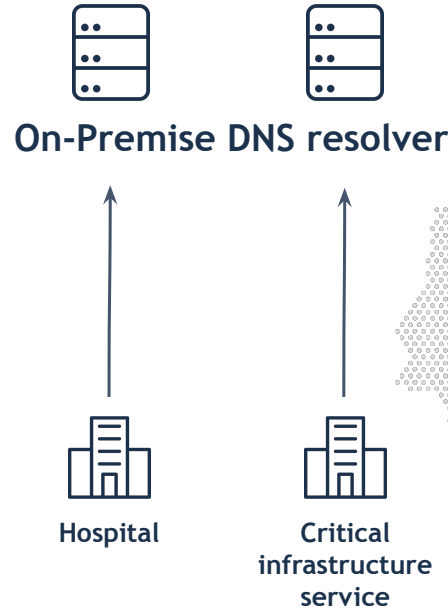 On-Premise DNS resolver
Hospital
Critical
infrastructure
service